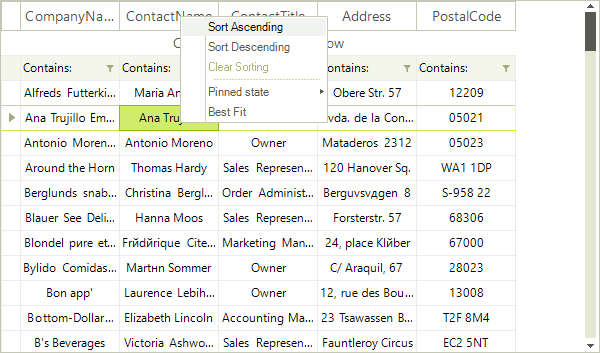 CompanyNa... ContactName ContactTitle Address PostalCode
C ow
Contains: Contains: Contains: Contains:
Alfreds Futterki... Maria An Obere Str. 57 12209
Ana Trujillo Em... Ana Truj vda. de la Con... 05021
Antonio Moren... Antonio Moreno Owner Mataderos 2312 05023
Around the Horn Thomas Hardy Sales Represen... 120 Hanover Sq. WA1 1DP
Berglunds snab... Christina Bergl... Order Administ... Berguvsvдgen 8 S-958 22
Blauer See Deli... Hanna Moos Sales Represen... Forsterstr. 57 68306
Blondel pиre et... Frйdйrique Cite... Marketing Man... 24, place Klйber 67000
Bylido Comidas... Martнn Sommer Owner C/ Araquil, 67 28023
Bon app' Laurence Lebih... Owner 12, rue des Bou... 13008
Bottom-Dollar... Elizabeth Lincoln Accounting Ma... 23 Tsawassen B... T2F 8M4
B's Beverages Victoria Ashwo... Sales Represen... Fauntleroy Circus EC2 5NT
Sort Ascending
Sort Descending
Clear Sorting
Pinned state
Best Fit